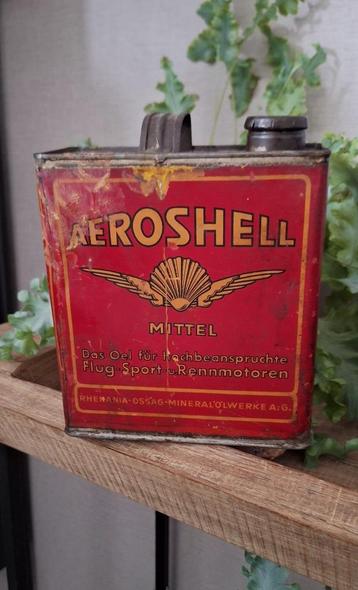 AEROSHELL
MITTEL
Das Oel für hochbeanspruchte
Flug-Sport-u.Rennmotoren
RHENANIA-OSSAG-MINERALÖLWERKE A.G.